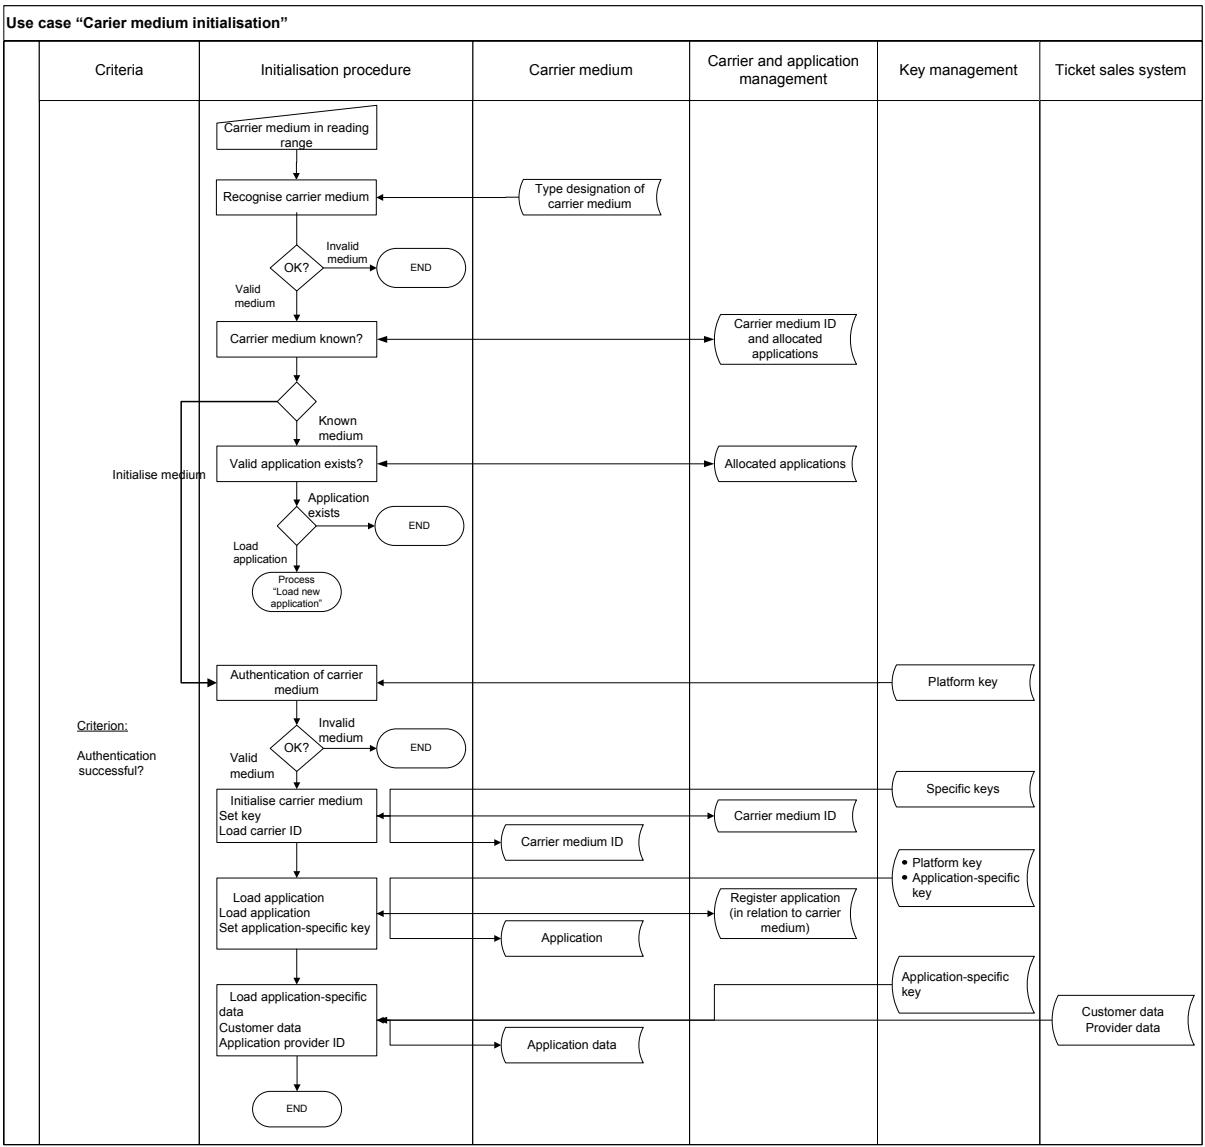 Use case “Carier medium initialisation”
Criteria
Initialisation procedure
Carrier medium
Carrier and application
management
Key management
Ticket sales system
Carrier medium in reading
range
Recognise carrier medium
Type designation of
carrier medium
OK?
Invalid
medium
END
Valid
medium
Carrier medium known?
Carrier medium ID
and allocated
applications
Known
medium
Initialise medium
Valid application exists?
Allocated applications
Application
exists
END
Load
application
Process
“Load new
application”
Authentication of carrier
medium
Platform key
Criterion:
Authentication
successful?
OK?
Invalid
medium
END
Valid
medium
Initialise carrier medium
Set key
Load carrier ID
Specific keys
Carrier medium ID
Carrier medium ID
Load application
Load application
Set application-specific key
• Platform key
• Application-specific
key
Register application
(in relation to carrier
medium)
Application
Load application-specific
data
Customer data
Application provider ID
Application-specific
key
Customer data
Provider data
Application data
END